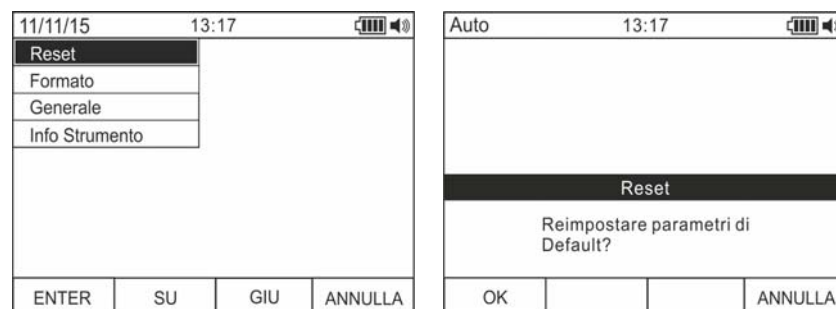 11/11/15 13:17
Reset
Formato
Generale
Info Strumento
ENTER SU GIU ANNULLA
Auto 13:17
Reset
Reimpostare parametri di
Default?
OK ANNULLA